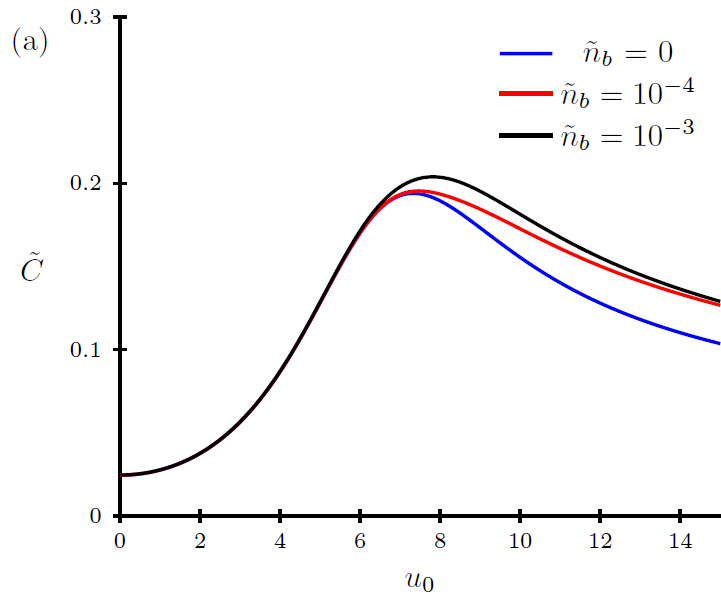 (a)
0.3
0.2
0.1
0
C̃
ñ_b = 0
ñ_b = 10⁻⁴
ñ_b = 10⁻³
0 2 4 6 8 10 12 14
u₀